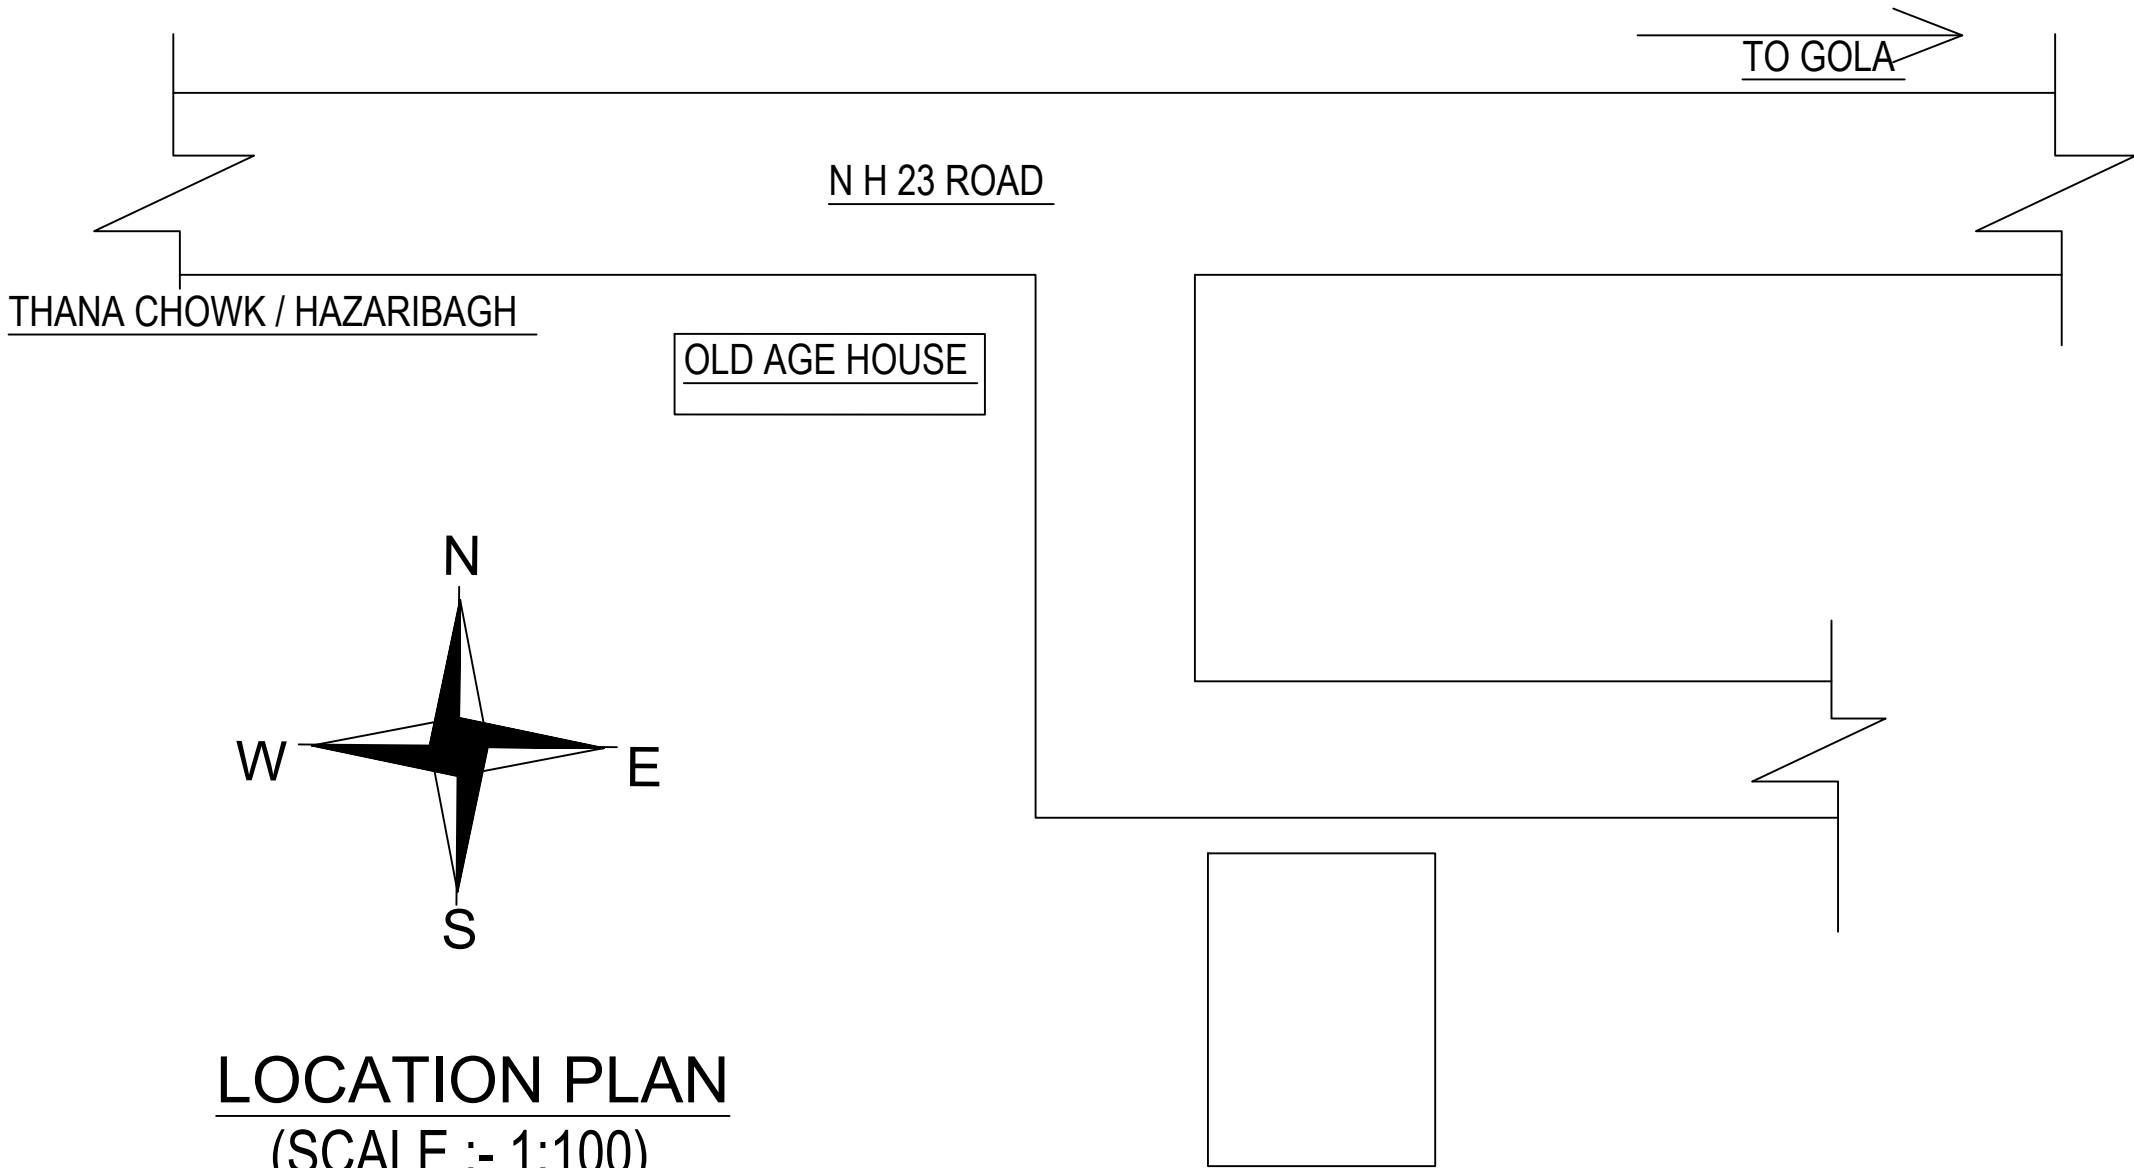 TO GOLA
N H 23 ROAD
THANA CHOWK / HAZARIBAGH
OLD AGE HOUSE
N
W
E
S
LOCATION PLAN
(SCALE :- 1:100)